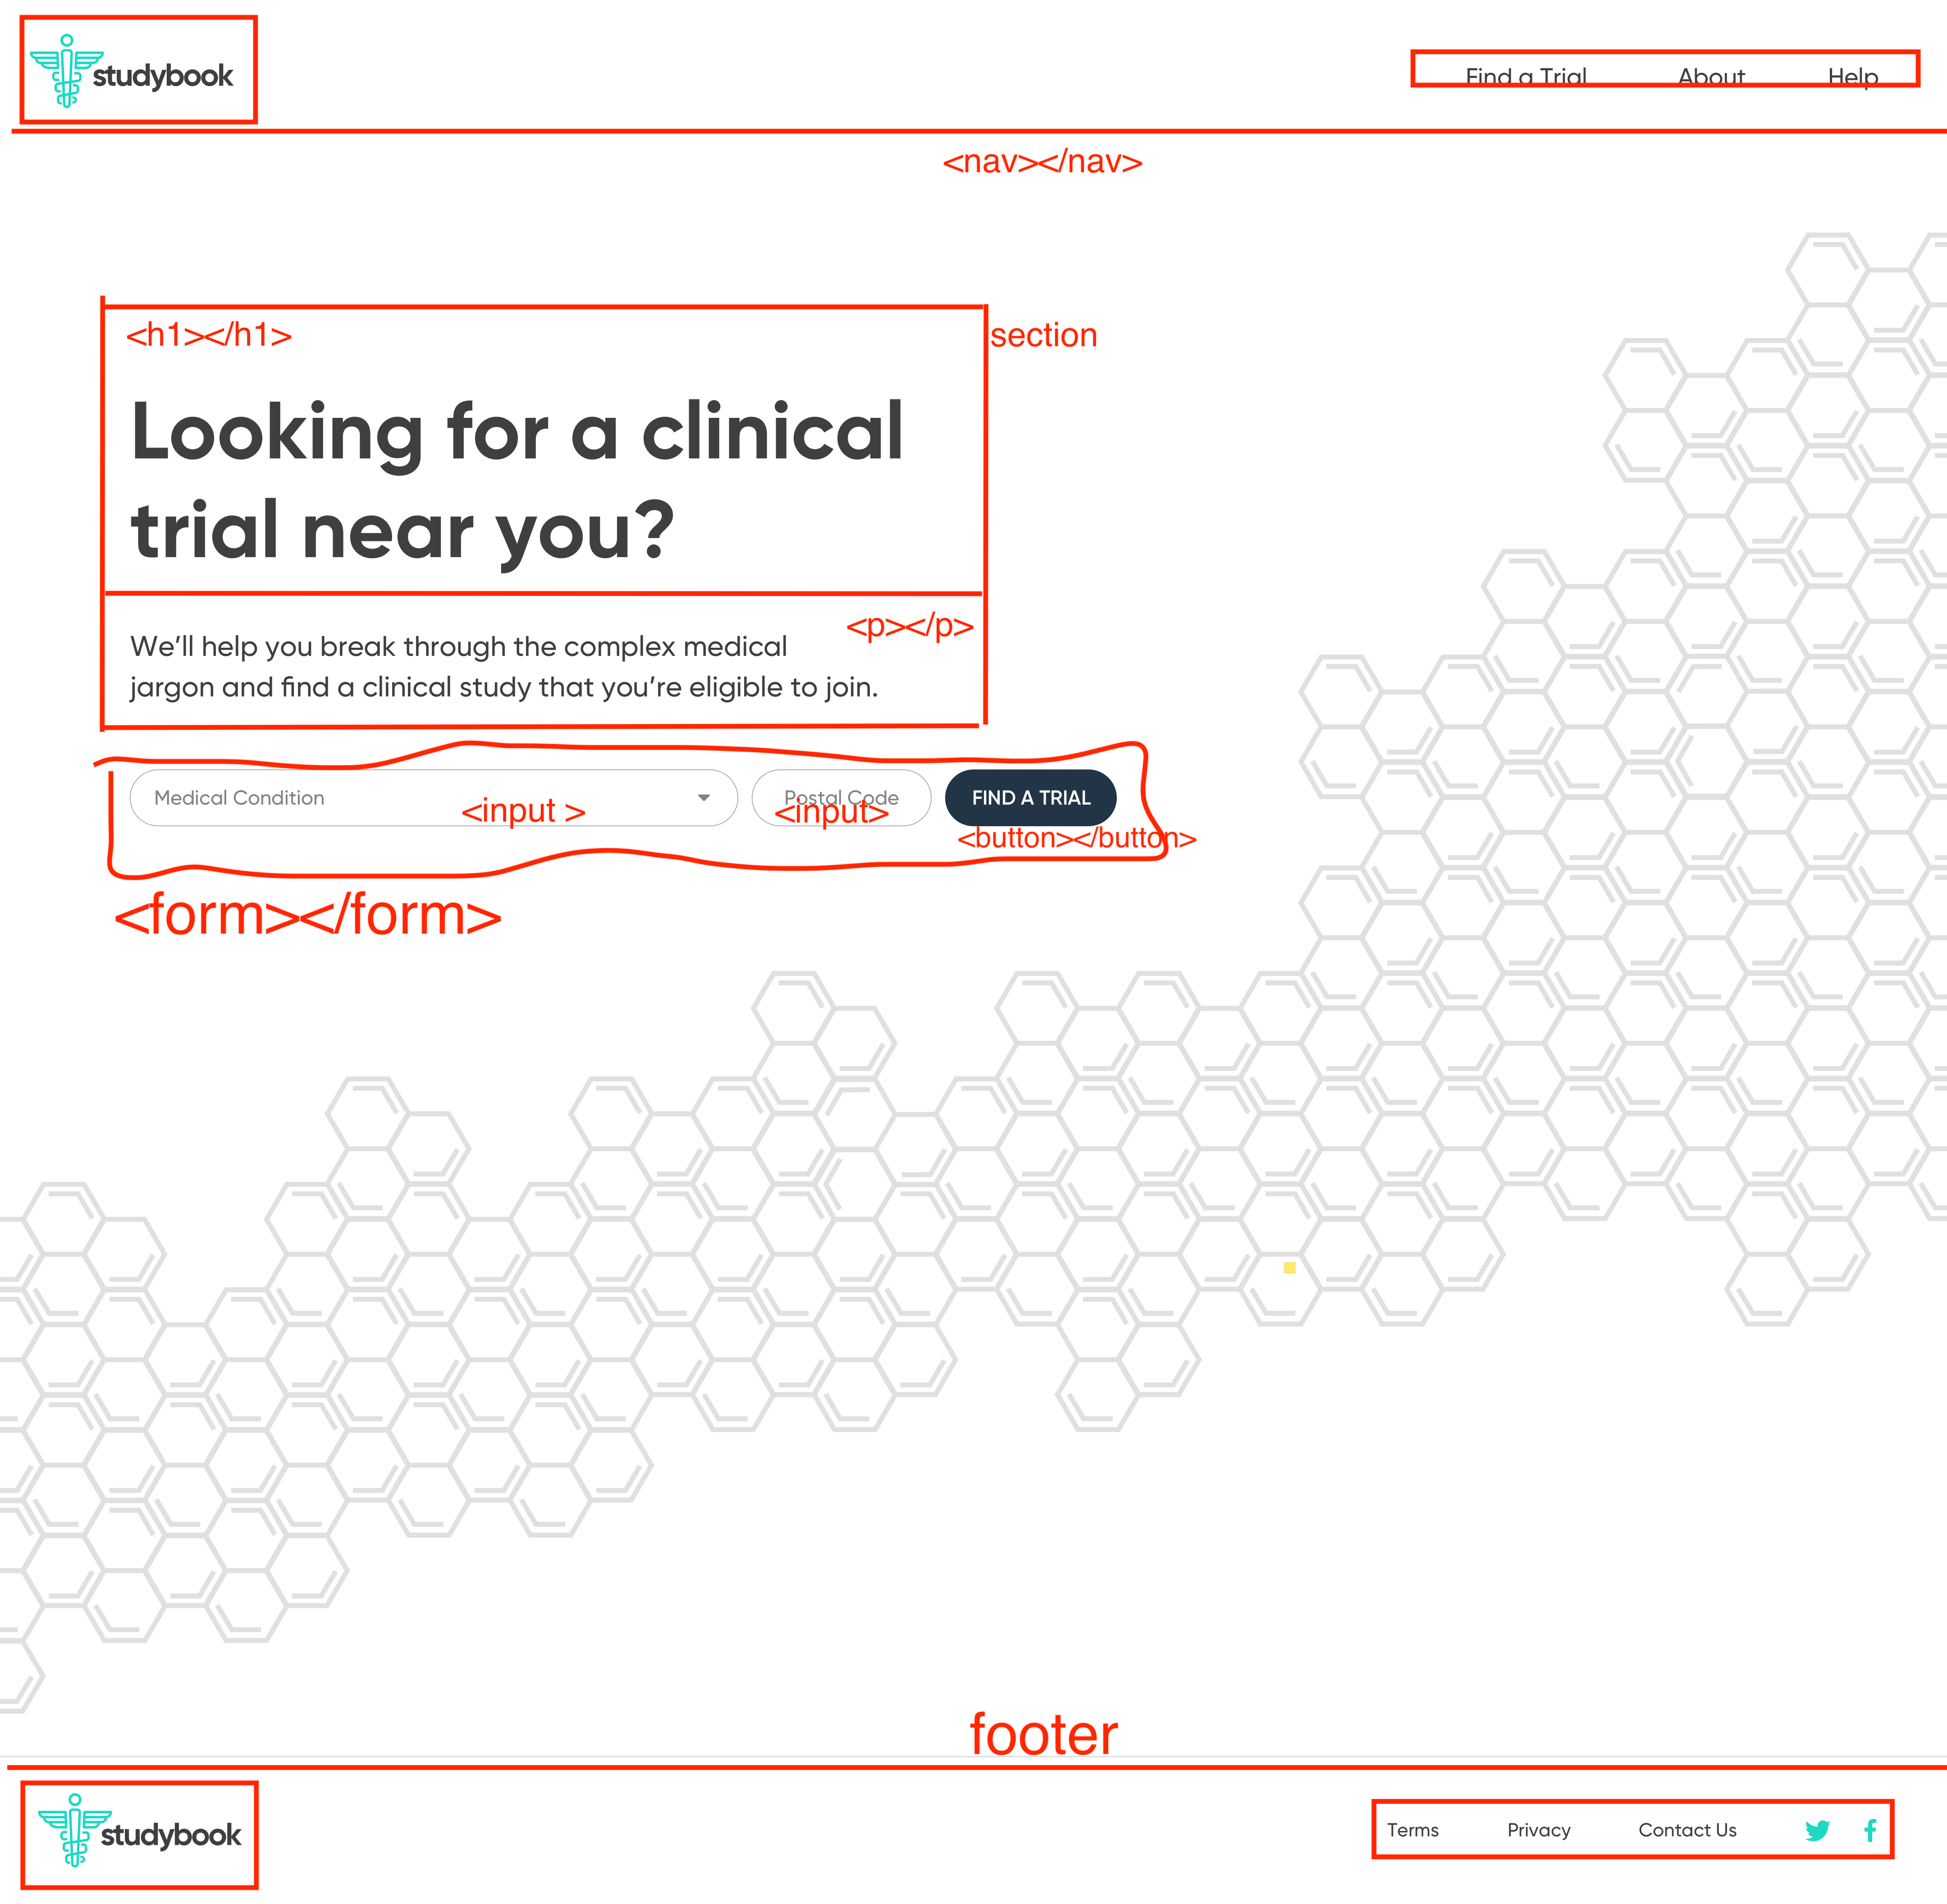 studybook
Find a Trial About Help
<nav></nav>
<h1></h1>
section
Looking for a clinical
trial near you?
<p></p>
We’ll help you break through the complex medical
jargon and find a clinical study that you’re eligible to join.
Medical Condition <input > Postal Code <input> FIND A TRIAL
<button></button>
<form></form>
footer
studybook
Terms Privacy Contact Us